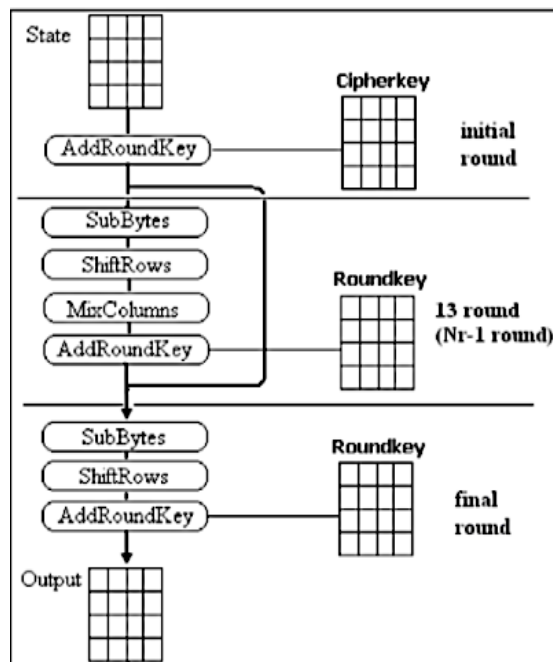 State
Cipherkey
initial
round
AddRoundKey
SubBytes
ShiftRows
MixColumns
AddRoundKey
Roundkey
13 round
(Nr-1 round)
SubBytes
ShiftRows
AddRoundKey
Roundkey
final
round
Output